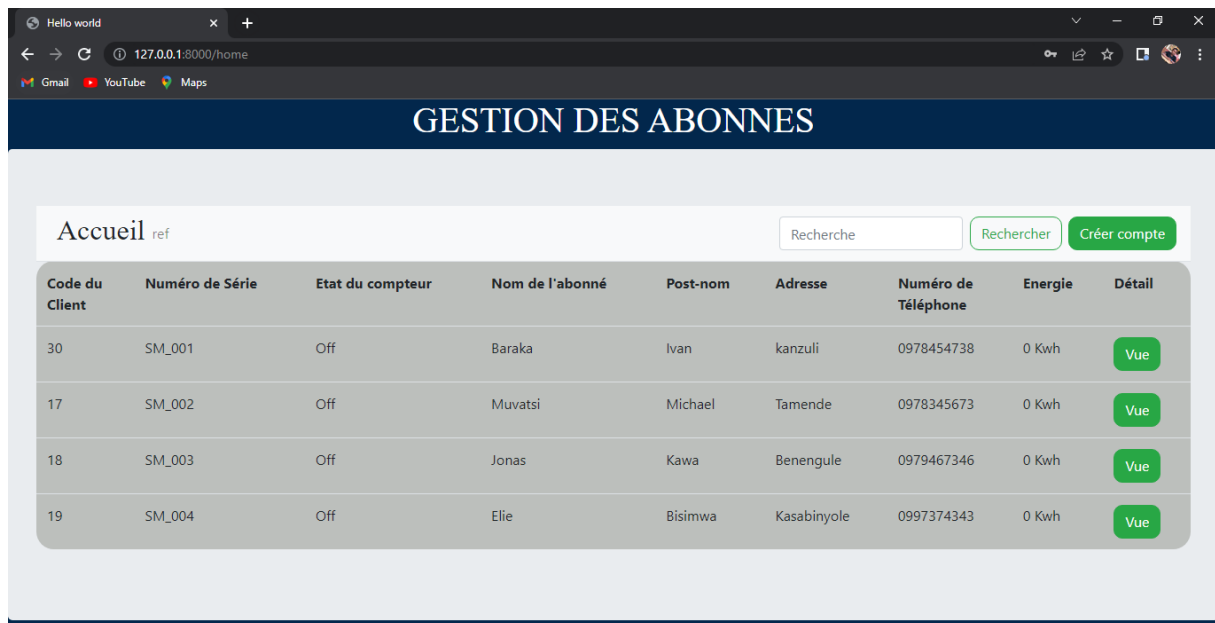 Hello world
127.0.0.1:8000/home
Gmail YouTube Maps
GESTION DES ABONNES
Accueil ref Recherche Rechercher Créer compte
Code du Client Numéro de Série Etat du compteur Nom de l'abonné Post-nom Adresse Numéro de Téléphone Energie Détail
30 SM_001 Off Baraka Ivan kanzuli 0978454738 0 Kwh Vue
17 SM_002 Off Muvatsi Michael Tamende 0978345673 0 Kwh Vue
18 SM_003 Off Jonas Kawa Benengule 0979467346 0 Kwh Vue
19 SM_004 Off Elie Bisimwa Kasabinyole 0997374343 0 Kwh Vue